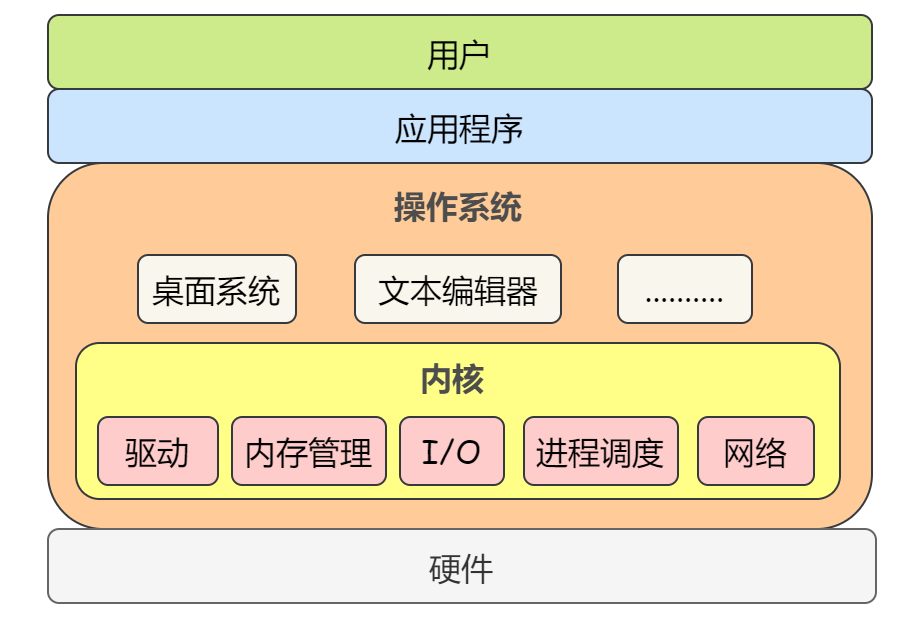 用户
应用程序
操作系统
桌面系统 文本编辑器 ..........
内核
驱动 内存管理 I/O 进程调度 网络
硬件